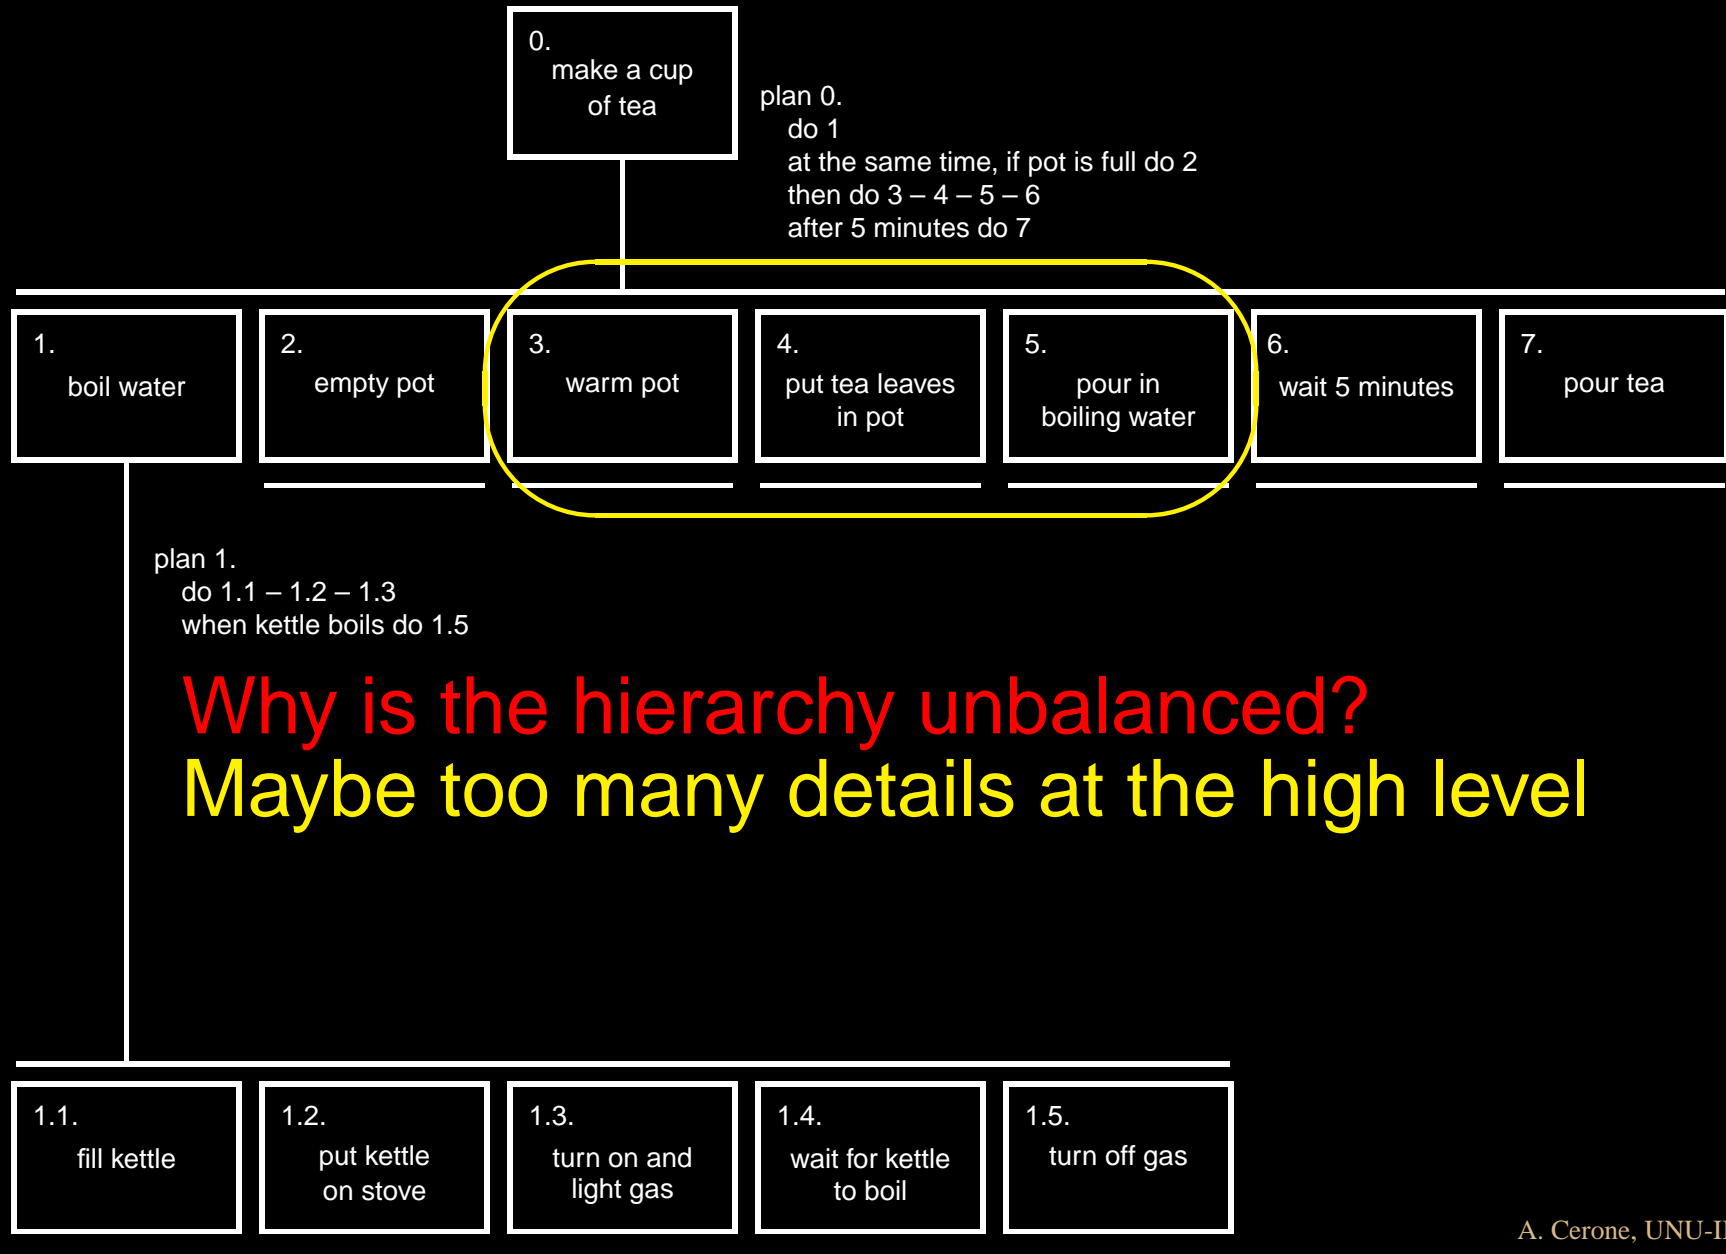 0.
make a cup
of tea
plan 0.
do 1
at the same time, if pot is full do 2
then do 3 – 4 – 5 – 6
after 5 minutes do 7
1.
boil water
2.
empty pot
3.
warm pot
4.
put tea leaves
in pot
5.
pour in
boiling water
6.
wait 5 minutes
7.
pour tea
plan 1.
do 1.1 – 1.2 – 1.3
when kettle boils do 1.5
Why is the hierarchy unbalanced?
Maybe too many details at the high level
1.1.
fill kettle
1.2.
put kettle
on stove
1.3.
turn on and
light gas
1.4.
wait for kettle
to boil
1.5.
turn off gas
A. Cerone, UNU-II